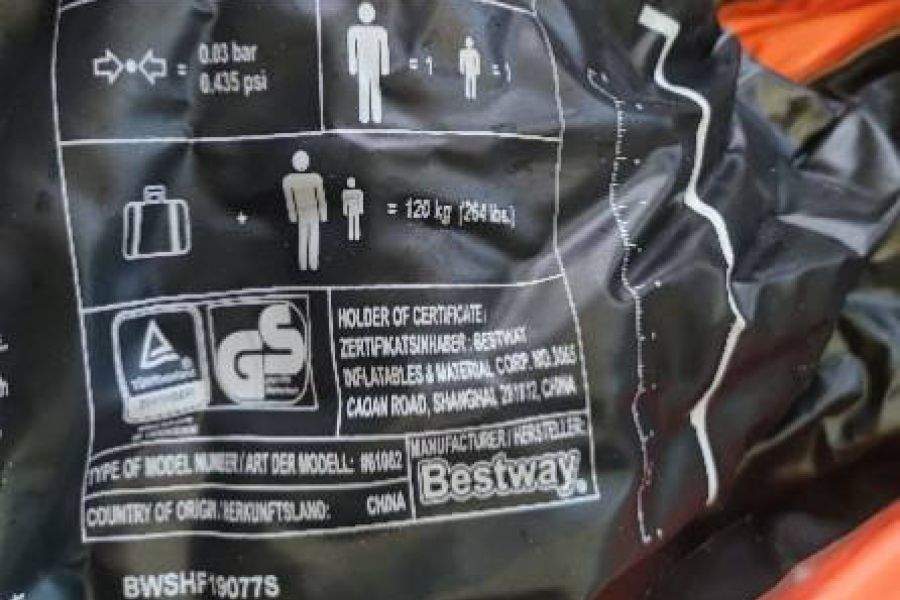 = 0.03 bar
0.435 psi
= 1
= 1
+
= 120 kg (264 lbs.)
GS
HOLDER OF CERTIFICATE:
ZERTIFIKATSINHABER: BESTWAY
INFLATABLES & MATERIAL CORP. NO.3065
CAOAN ROAD, SHANGHAI, 201812, CHINA
TYPE OF MODEL NUMBER / ART DER MODELL: #61082
COUNTRY OF ORIGIN / HERKUNFTSLAND: CHINA
MANUFACTURER / HERSTELLER:
Bestway
BWSHF19077S